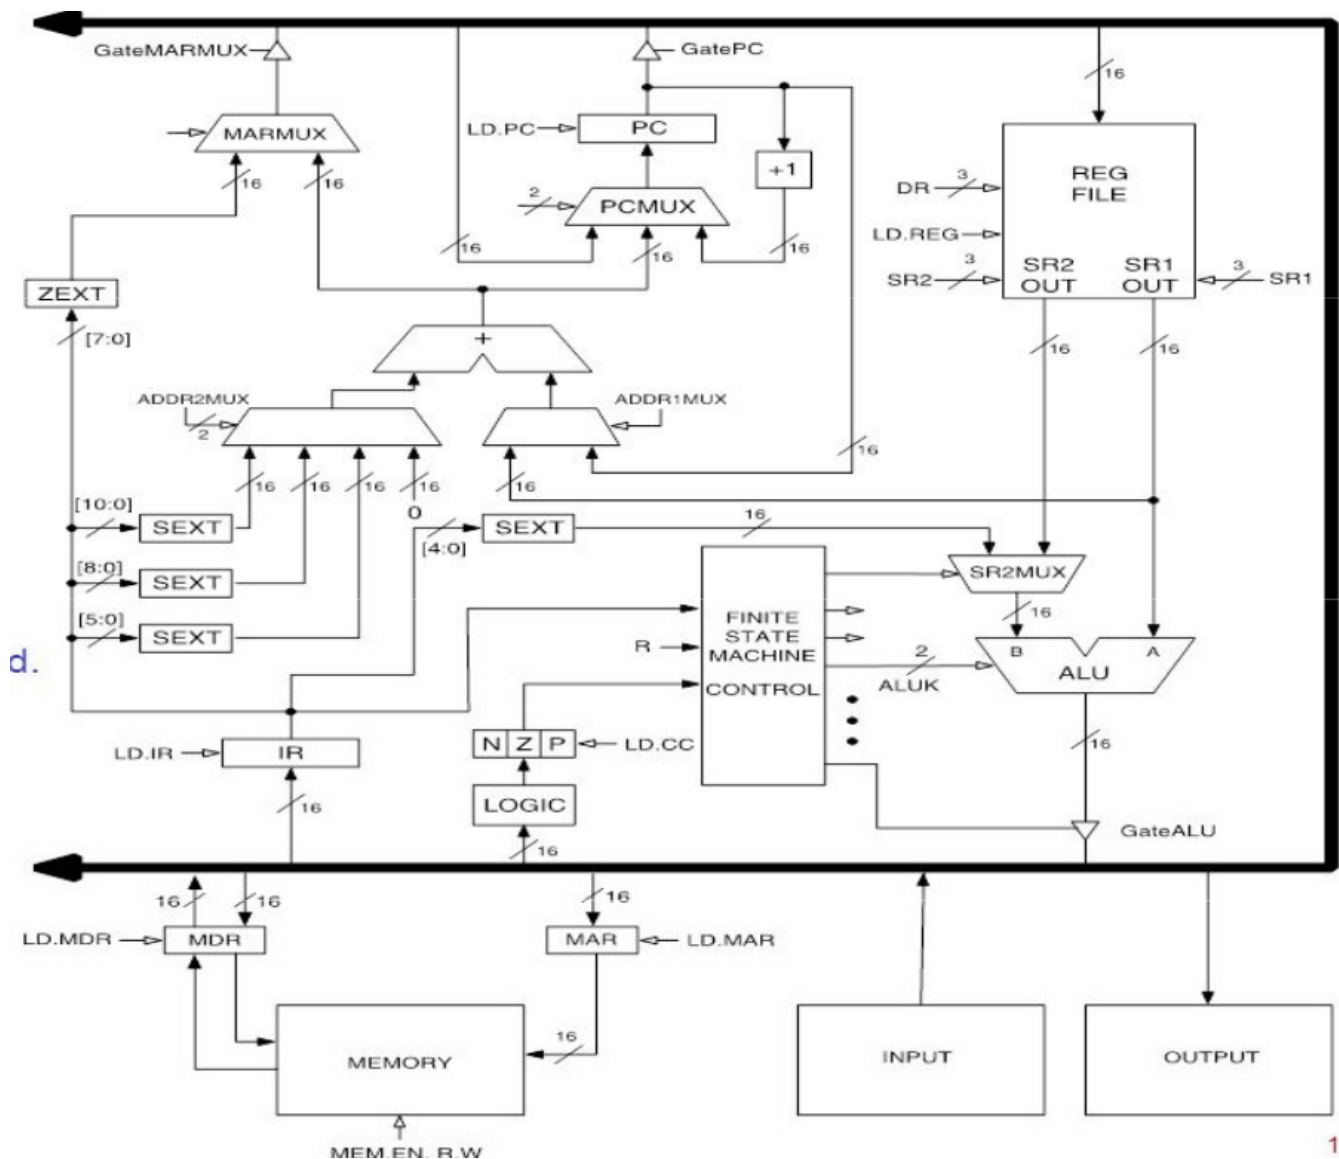 GateMARMUX
GatePC
16
MARMUX
LD.PC
PC
+1
REG
FILE
16
16
2
PCMUX
DR
3
LD.REG
16
16
16
SR2
3
SR2
OUT
SR1
OUT
3
SR1
ZEXT
[7:0]
+
16
16
ADDR2MUX
2
ADDR1MUX
16
16
16
16
16
16
[10:0]
SEXT
0
[4:0]
SEXT
16
[8:0]
SEXT
SR2MUX
16
[5:0]
SEXT
FINITE
STATE
MACHINE
CONTROL
R
B
A
ALU
2
ALUK
d.
LD.IR
IR
N Z P
LD.CC
16
16
LOGIC
16
GateALU
16
16
16
LD.MDR
MDR
MAR
LD.MAR
16
MEMORY
INPUT
OUTPUT
MEM.EN, R.W
1